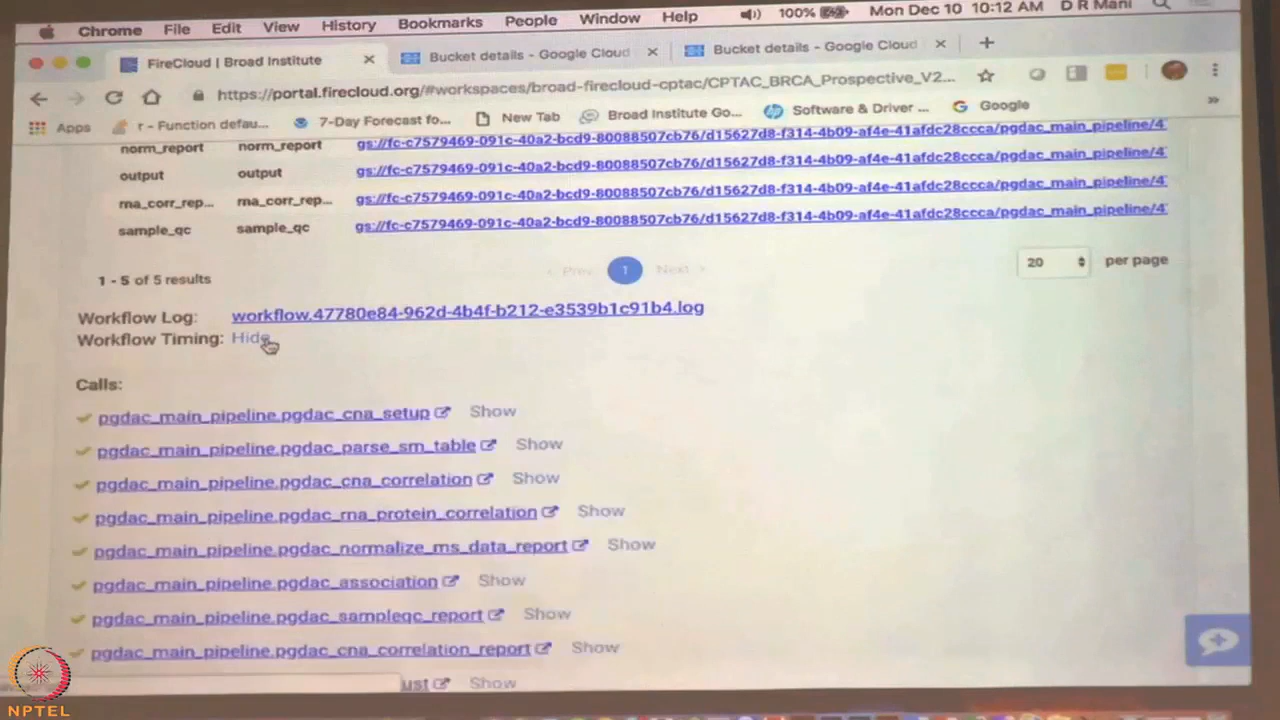 Chrome File Edit View History Bookmarks People Window Help 100% Mon Dec 10 10:12 AM D R Mani
FireCloud | Broad Institute × Bucket details - Google Cloud × Bucket details - Google Cloud × +
https://portal.firecloud.org/#workspaces/broad-firecloud-cptac/CPTAC_BRCA_Prospective_V2...
Apps r - Function defau... 7-Day Forecast fo... New Tab Broad Institute Go... Software & Driver ... Google »
norm_report norm_report gs://fc-c7579469-091c-40a2-bcd9-80088507cb76/d15627d8-f314-4b09-af4e-41afdc28ccca/pgdac_main_pipeline/4
output output gs://fc-c7579469-091c-40a2-bcd9-80088507cb76/d15627d8-f314-4b09-af4e-41afdc28ccca/pgdac_main_pipeline/4
rna_corr_rep... rna_corr_rep... gs://fc-c7579469-091c-40a2-bcd9-80088507cb76/d15627d8-f314-4b09-af4e-41afdc28ccca/pgdac_main_pipeline/4
sample_qc sample_qc gs://fc-c7579469-091c-40a2-bcd9-80088507cb76/d15627d8-f314-4b09-af4e-41afdc28ccca/pgdac_main_pipeline/4
1 - 5 of 5 results ‹ Prev 1 Next › 20 per page
Workflow Log: workflow.47780e84-962d-4b4f-b212-e3539b1c91b4.log
Workflow Timing: Hide
Calls:
pgdac_main_pipeline.pgdac_cna_setup Show
pgdac_main_pipeline.pgdac_parse_sm_table Show
pgdac_main_pipeline.pgdac_cna_correlation Show
pgdac_main_pipeline.pgdac_rna_protein_correlation Show
pgdac_main_pipeline.pgdac_normalize_ms_data_report Show
pgdac_main_pipeline.pgdac_association Show
pgdac_main_pipeline.pgdac_sampleqc_report Show
pgdac_main_pipeline.pgdac_cna_correlation_report Show
ust Show
NPTEL